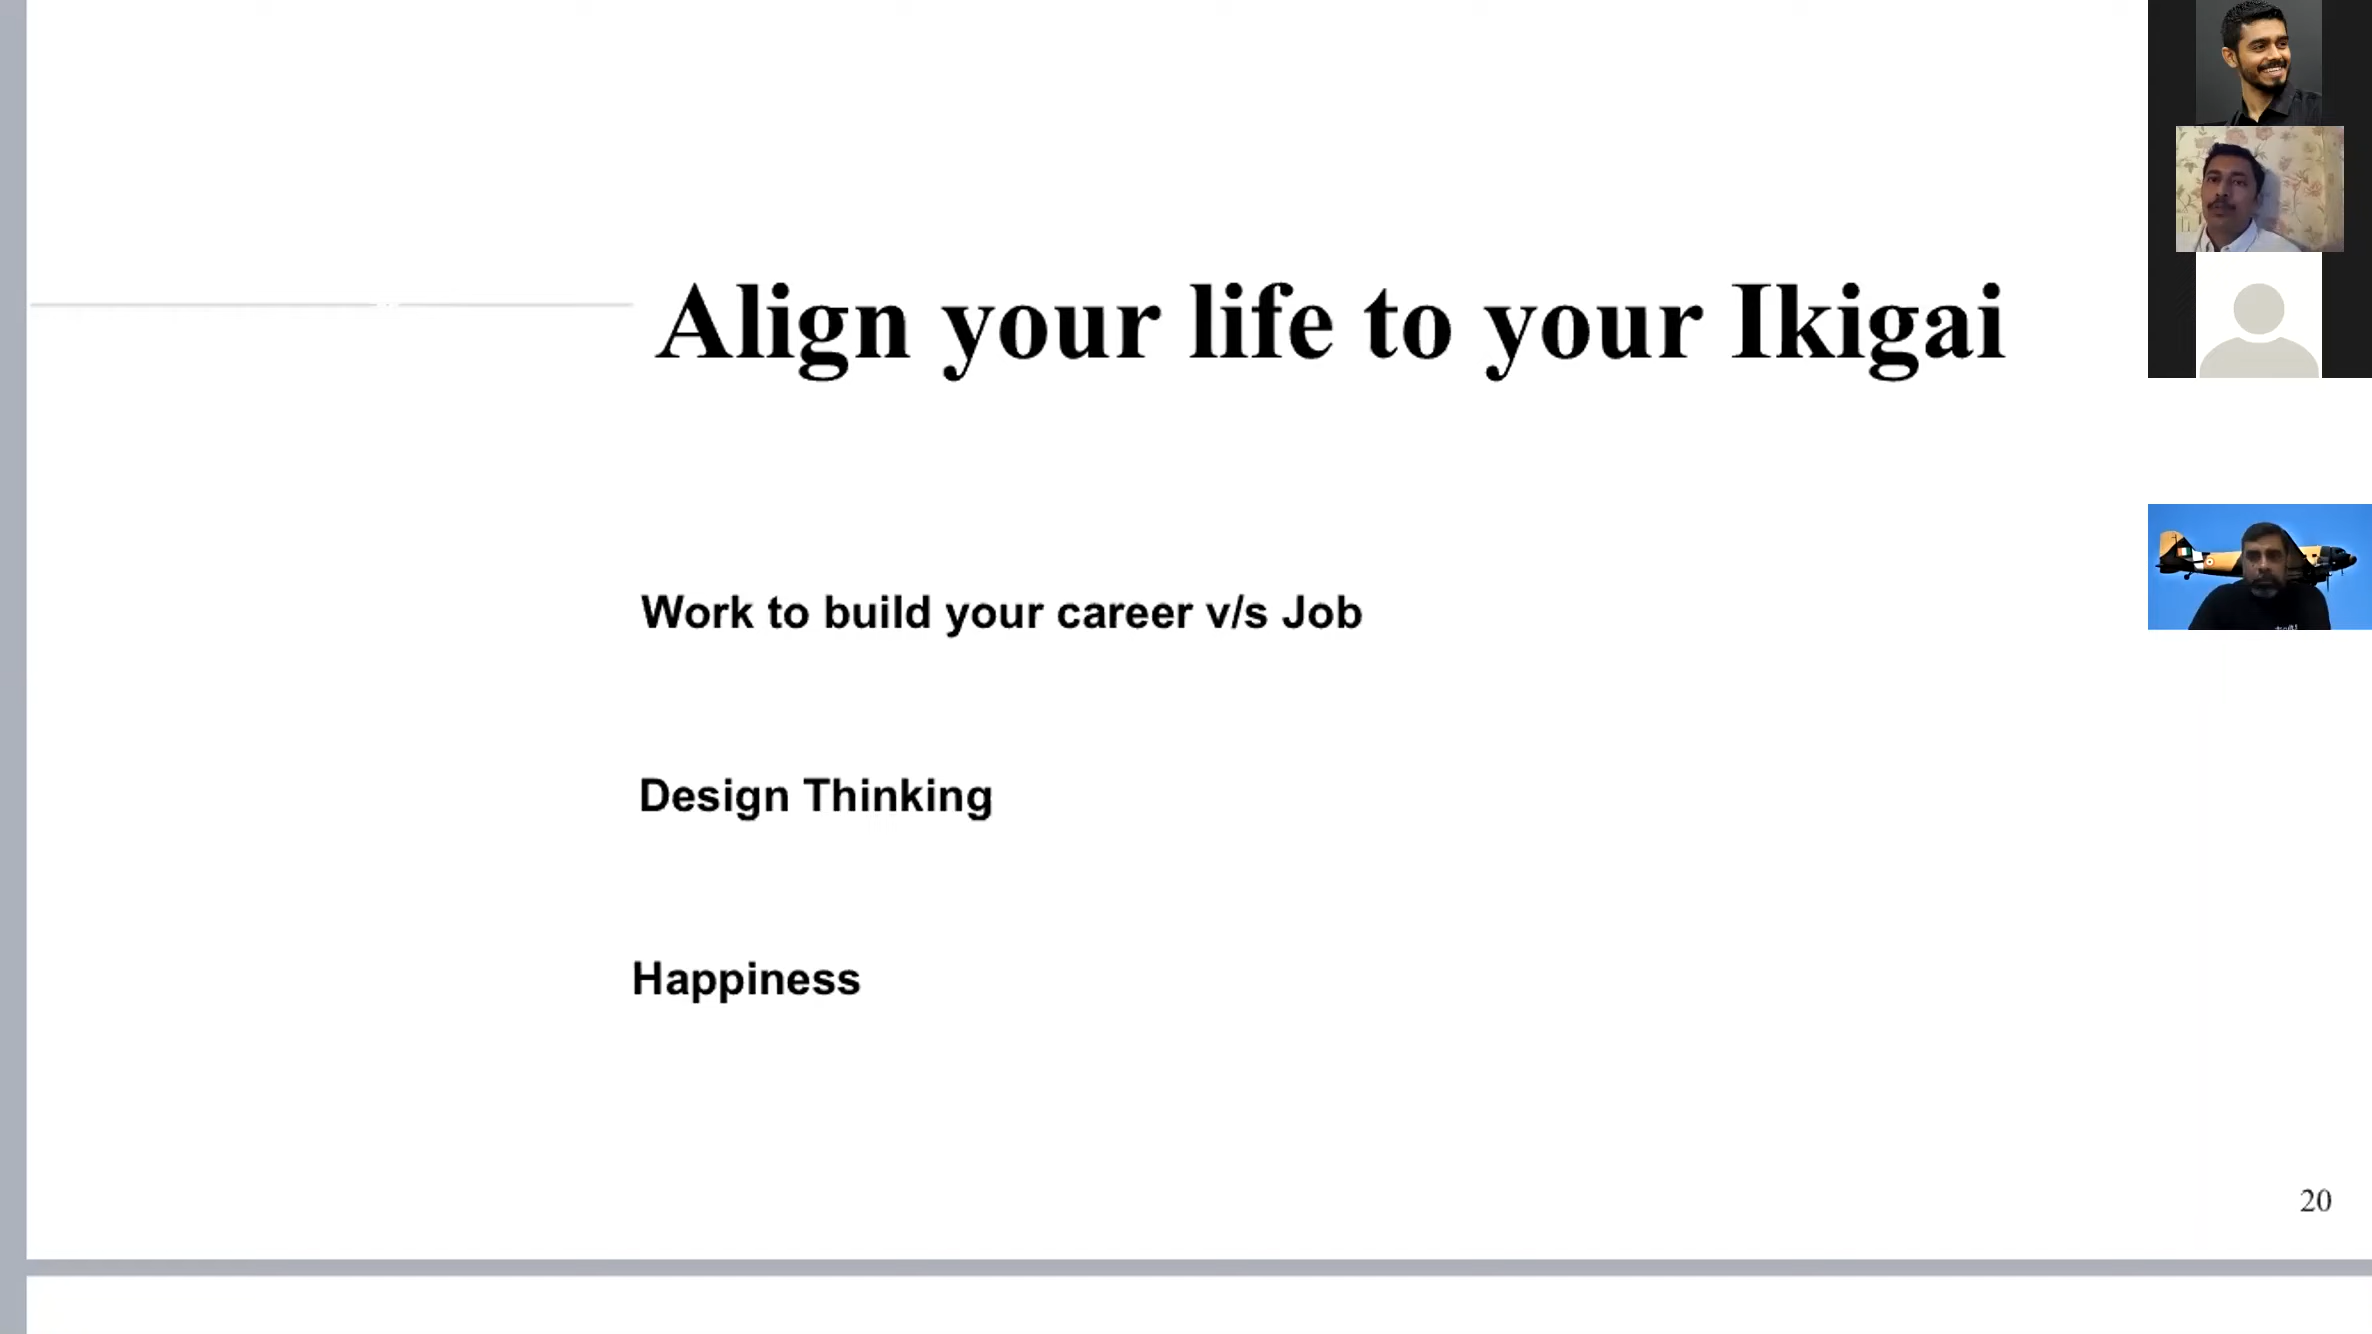 Align your life to your Ikigai
Work to build your career v/s Job
Design Thinking
Happiness
20